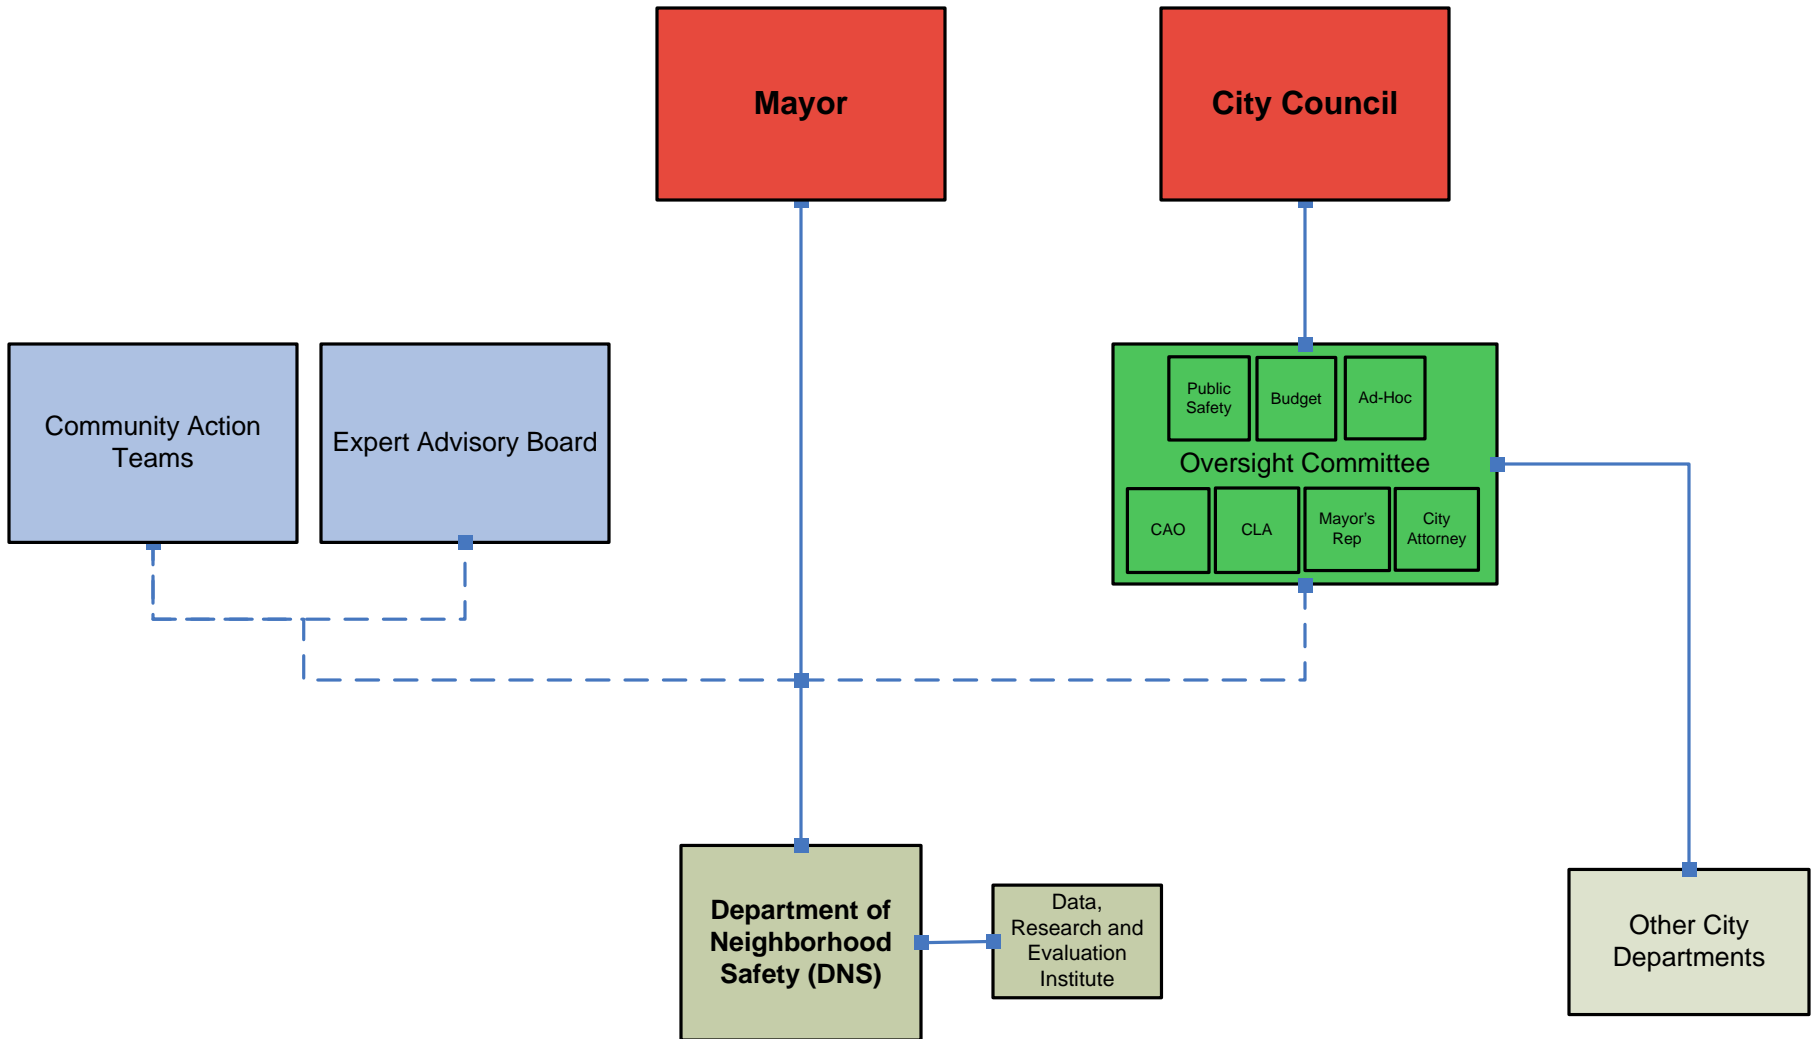 Mayor
City Council
Community Action
Teams
Expert Advisory Board
Public
Safety
Budget
Ad-Hoc
Oversight Committee
CAO
CLA
Mayor's
Rep
City
Attorney
Department of
Neighborhood
Safety (DNS)
Data,
Research and
Evaluation
Institute
Other City
Departments